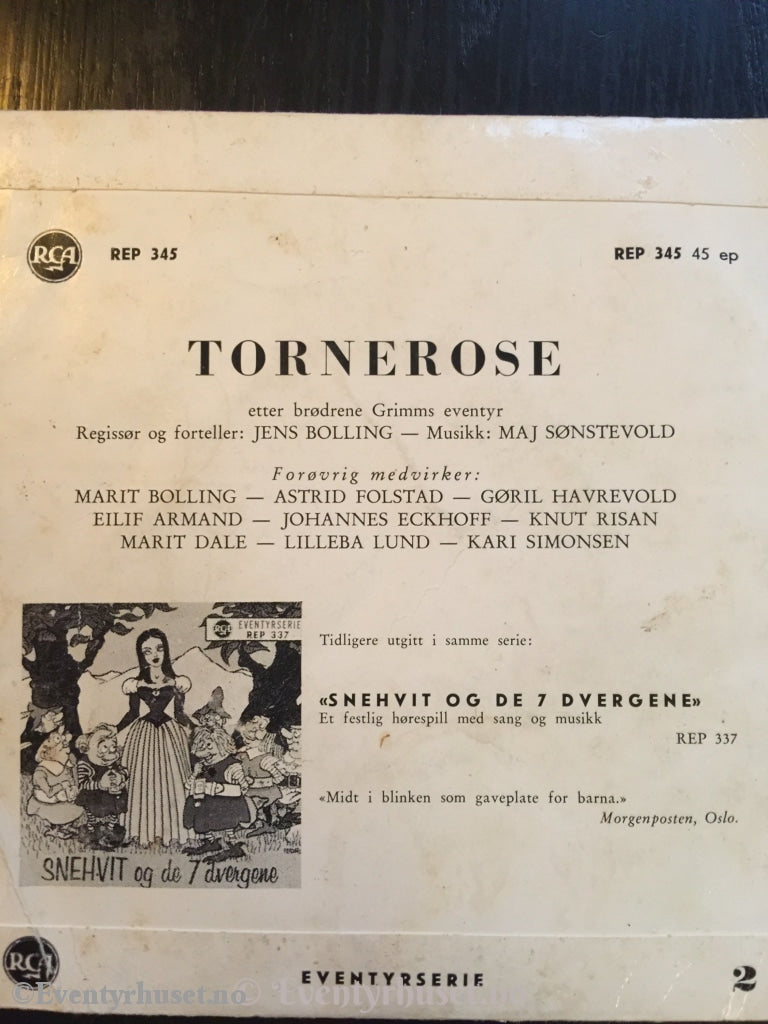 RCA REP 345 REP 345 45 ep
TORNEROSE
etter brødrene Grimms eventyr
Regissør og forteller: JENS BOLLING — Musikk: MAJ SØNSTEVOLD
Forøvrig medvirker:
MARIT BOLLING — ASTRID FOLSTAD — GØRIL HAVREVOLD
EILIF ARMAND — JOHANNES ECKHOFF — KNUT RISAN
MARIT DALE — LILLEBA LUND — KARI SIMONSEN
RCA EVENTYRSERIE
REP 337
SNEHVIT og de 7 dvergene
Tidligere utgitt i samme serie:
«SNEHVIT OG DE 7 DVERGENE»
Et festlig hørespill med sang og musikk
REP 337
«Midt i blinken som gaveplate for barna.»
Morgenposten, Oslo.
RCA EVENTYRSERIE 2
©Eventyrhuset.no © Eventyrhuset.no